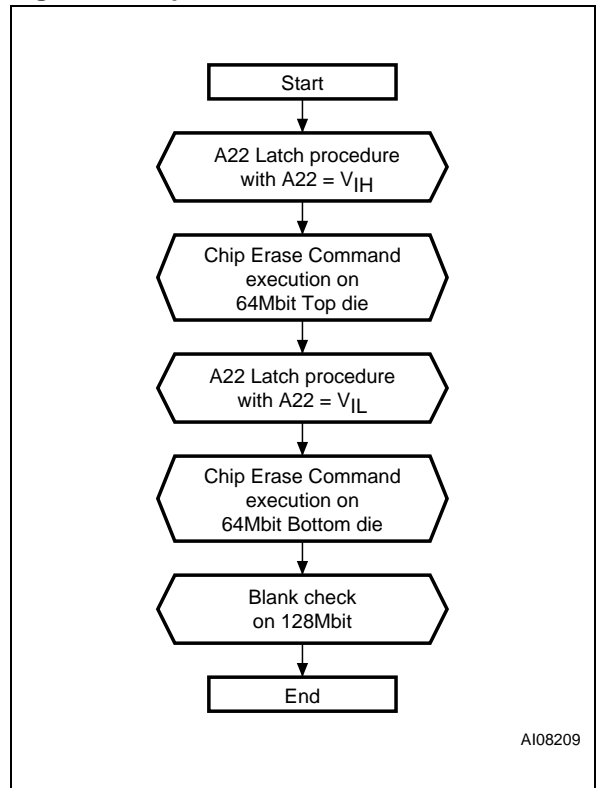 Start
A22 Latch procedure
with A22 = VIH
Chip Erase Command
execution on
64Mbit Top die
A22 Latch procedure
with A22 = VIL
Chip Erase Command
execution on
64Mbit Bottom die
Blank check
on 128Mbit
End
AI08209